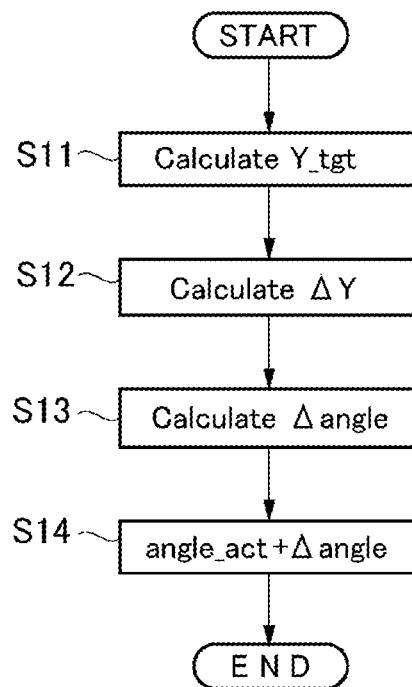 START
S11 Calculate Y_tgt
S12 Calculate ΔY
S13 Calculate Δangle
S14 angle_act+Δangle
END